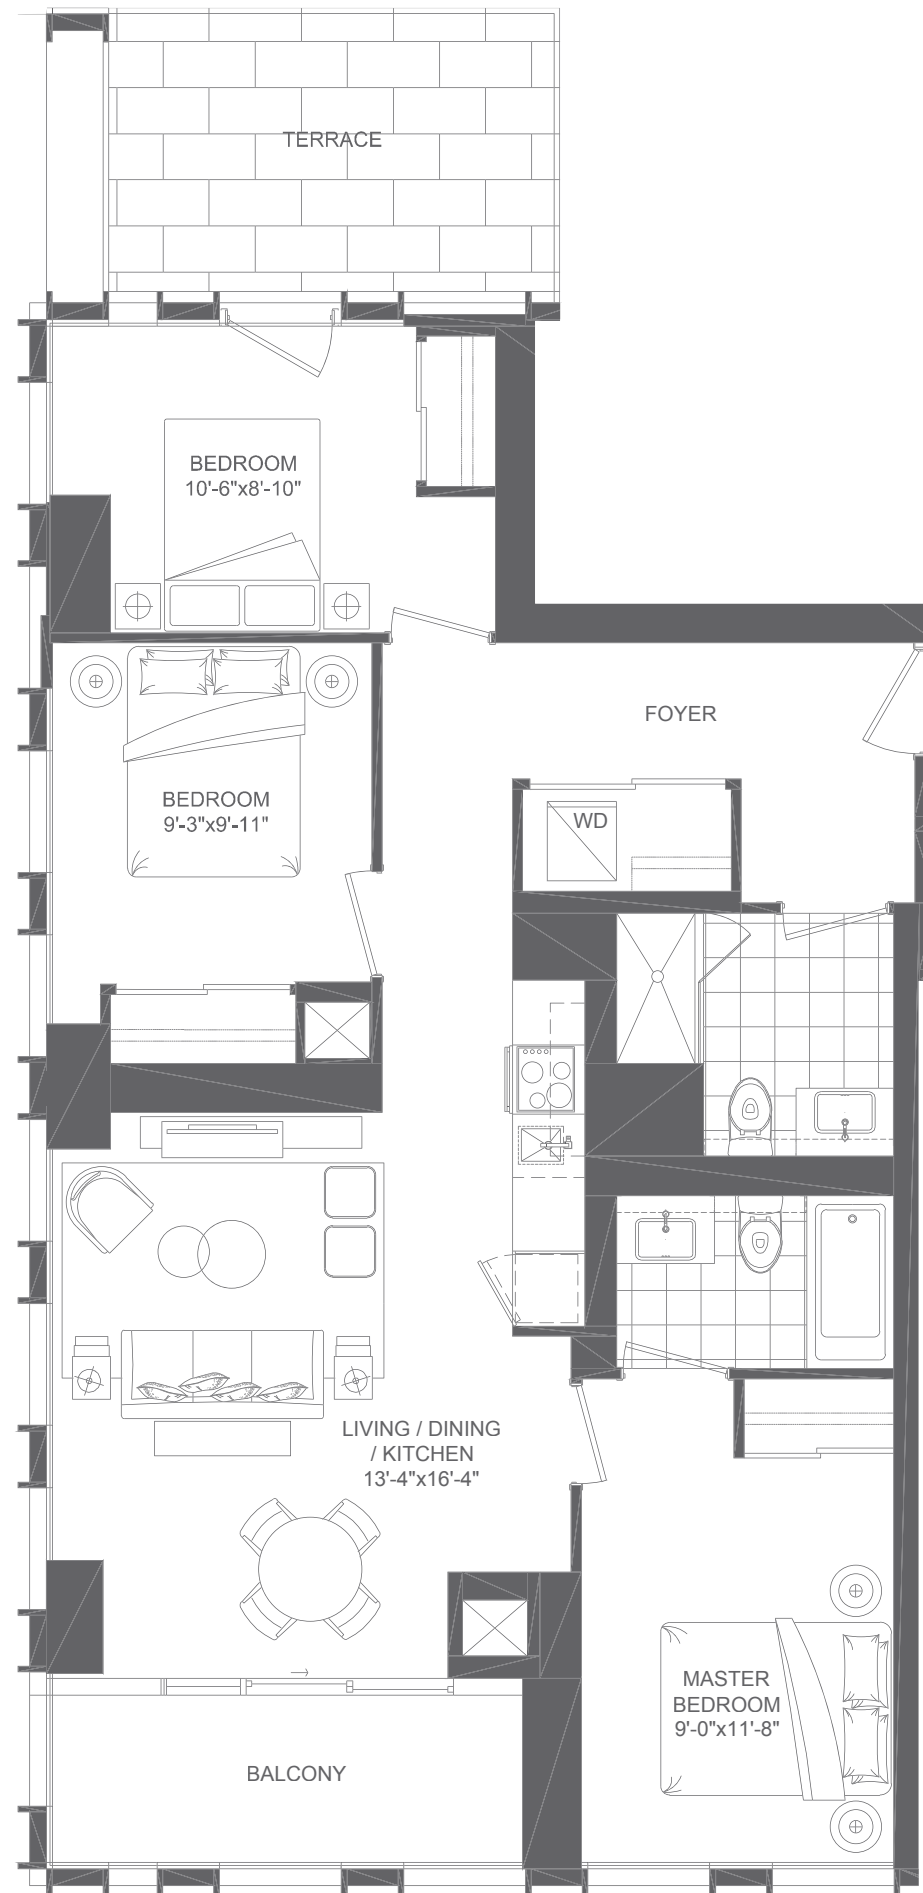 TERRACE
BEDROOM
10'-6"x8'-10"
FOYER
BEDROOM
9'-3"x9'-11"
WD
LIVING / DINING
/ KITCHEN
13'-4"x16'-4"
MASTER
BEDROOM
9'-0"x11'-8"
BALCONY